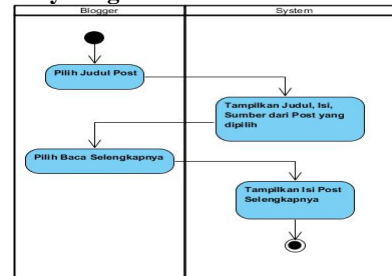 Blogger
System
Pilih Judul Post
Tampilkan Judul, Isi,
Sumber dari Post yang
dipilih
Pilih Baca Selengkapnya
Tampilkan Isi Post
Selengkapnya